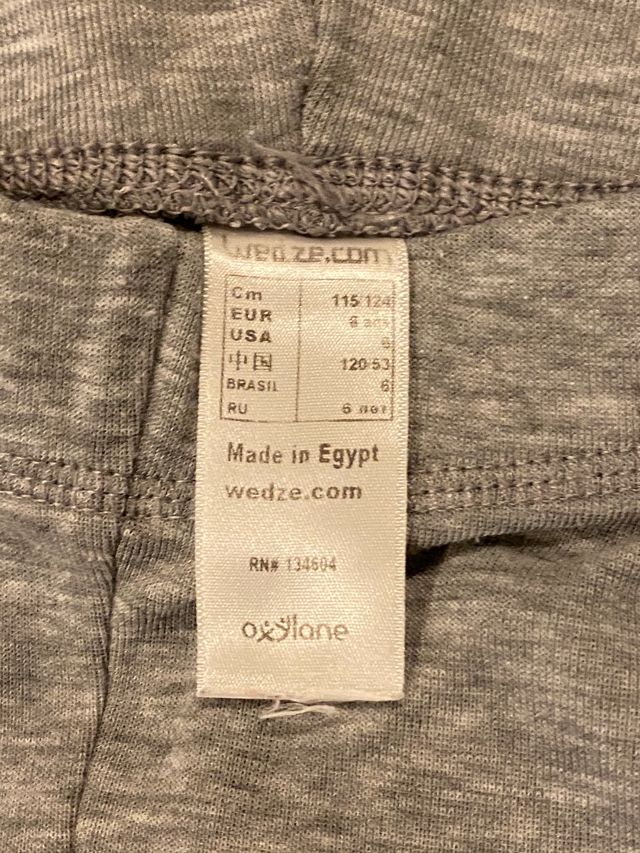 wedze.com
Cm 115/124
EUR 6 ans
USA 6
中国 120/53
BRASIL 6
RU 6 лет
Made in Egypt
wedze.com
RN# 134604
oxylane